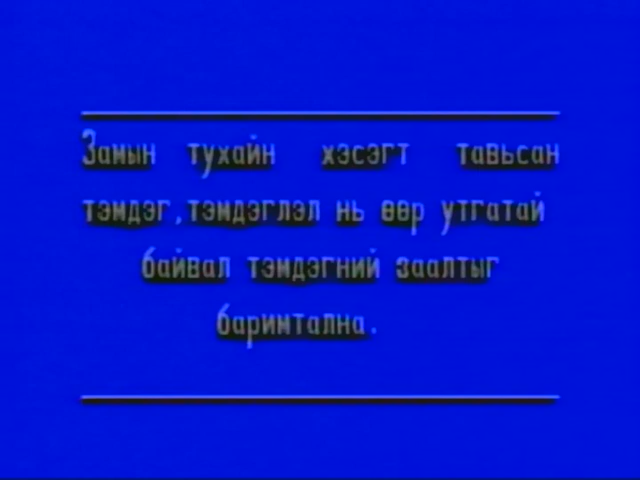 Замын тухайн хэсэгт тавьсан
тэмдэг,тэмдэглэл нь өөр утгатай
байвал тэмдэгний заалтыг
баримтална.